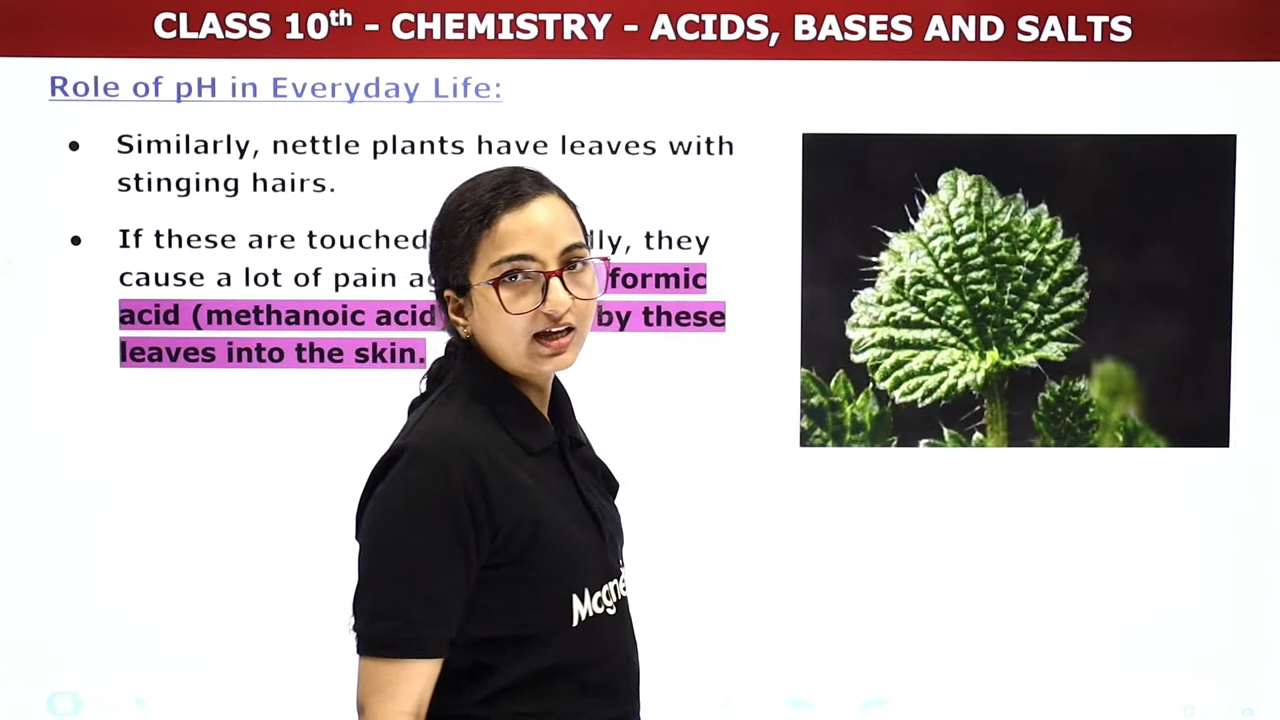 CLASS 10th - CHEMISTRY - ACIDS, BASES AND SALTS
Role of pH in Everyday Life:
• Similarly, nettle plants have leaves with
stinging hairs.
• If these are touched lly, they
cause a lot of pain formic
acid (methanoic acid by these
leaves into the skin.